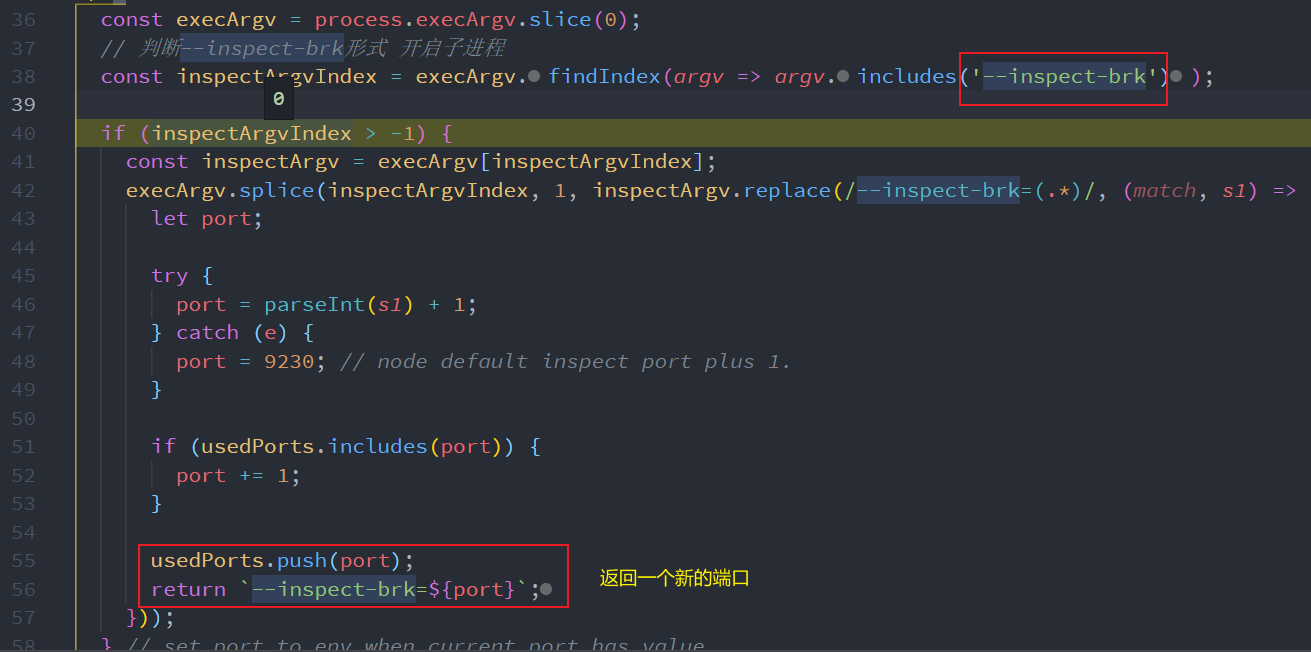 36 const execArgv = process.execArgv.slice(0);
37 // 判断--inspect-brk形式 开启子进程
38 const inspectArgvIndex = execArgv.findIndex(argv => argv.includes('--inspect-brk') );
0
39
40 if (inspectArgvIndex > -1) {
41 const inspectArgv = execArgv[inspectArgvIndex];
42 execArgv.splice(inspectArgvIndex, 1, inspectArgv.replace(/--inspect-brk=(.*)/, (match, s1) =>
43 let port;
44
45 try {
46 port = parseInt(s1) + 1;
47 } catch (e) {
48 port = 9230; // node default inspect port plus 1.
49 }
50
51 if (usedPorts.includes(port)) {
52 port += 1;
53 }
54
55 usedPorts.push(port);
56 return `--inspect-brk=${port}`;
返回一个新的端口
57 }));
58 } // set port to env when current port has value